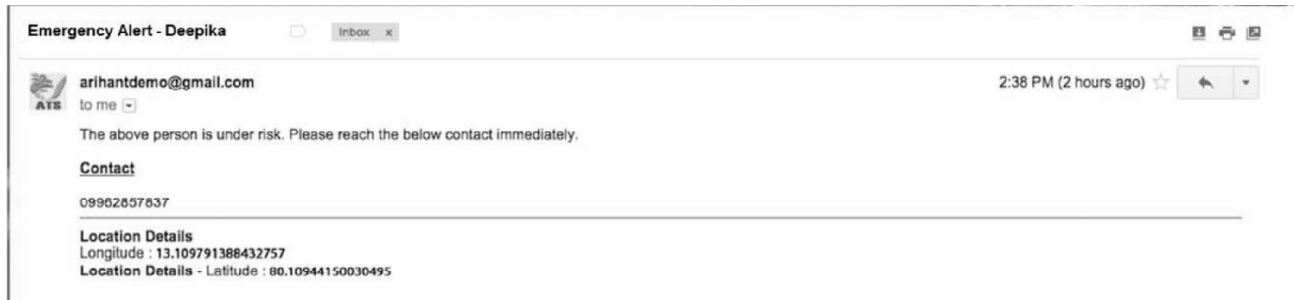 Emergency Alert - Deepika
Inbox x
arihantdemo@gmail.com
2:38 PM (2 hours ago)
ATS
to me
The above person is under risk. Please reach the below contact immediately.
Contact
09962857837
Location Details
Longitude : 13.109791388432757
Location Details - Latitude : 80.10944150030495